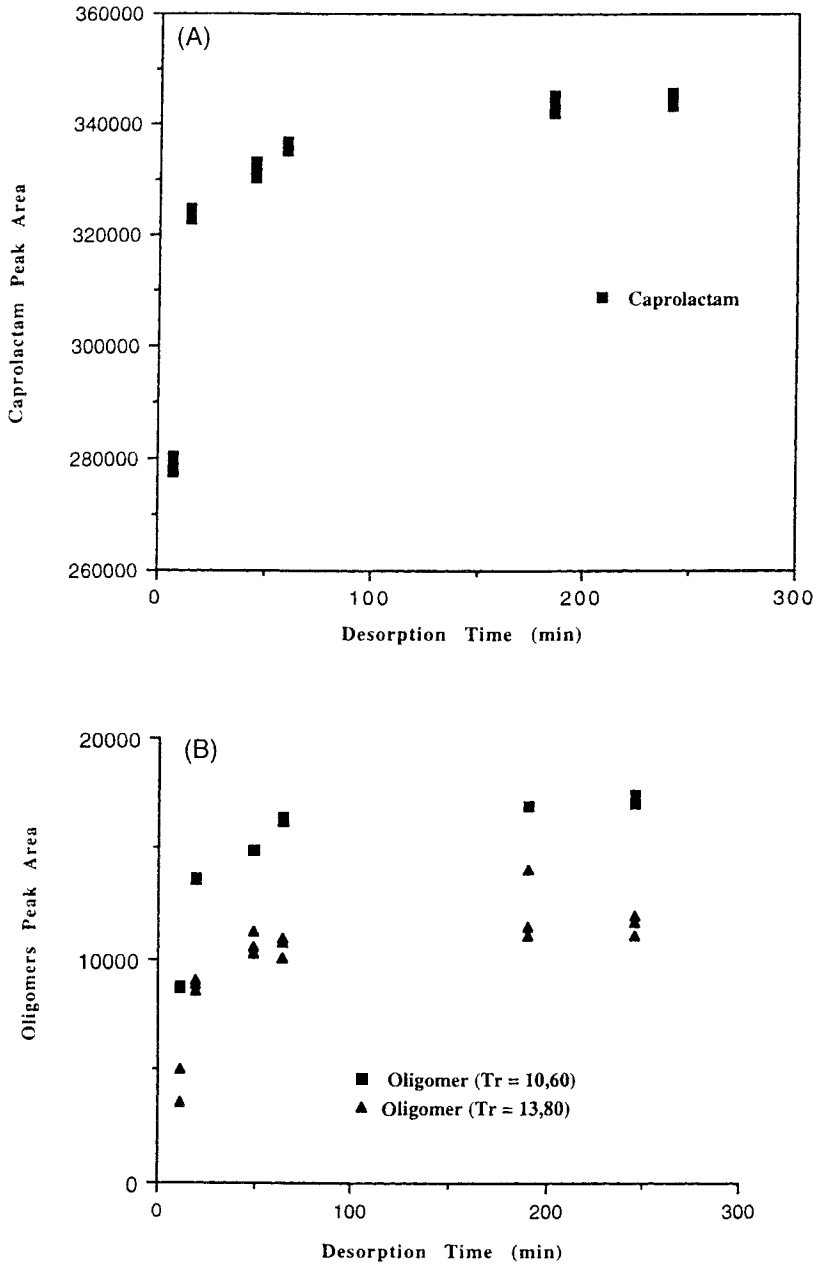 (A)
360000
340000
320000
300000
280000
260000
Caprolactam Peak Area
Caprolactam
0 100 200 300
Desorption Time (min)
(B)
20000
10000
0
Oligomers Peak Area
Oligomer (Tr = 10,60)
Oligomer (Tr = 13,80)
0 100 200 300
Desorption Time (min)